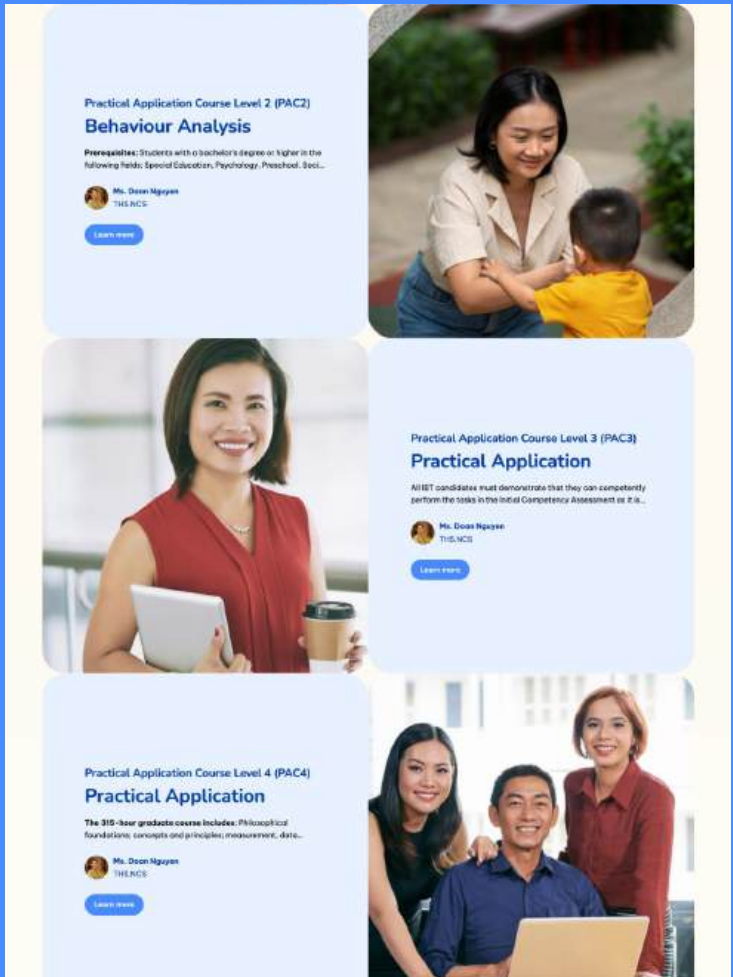 Practical Application Course Level 2 (PAC2)
Behaviour Analysis
Prerequisites: Students with a bachelor's degree or higher in the
following fields: Special Education, Psychology, Preschool, Soci...
Ms. Doan Nguyen
THS.NCS
Learn more
Practical Application Course Level 3 (PAC3)
Practical Application
All IBT candidates must demonstrate that they can competently
perform the tasks in the Initial Competency Assessment as it is...
Ms. Doan Nguyen
THS.NCS
Learn more
Practical Application Course Level 4 (PAC4)
Practical Application
The 315-hour graduate course includes: Philosophical
foundations; concepts and principles; measurement, data...
Ms. Doan Nguyen
THS.NCS
Learn more